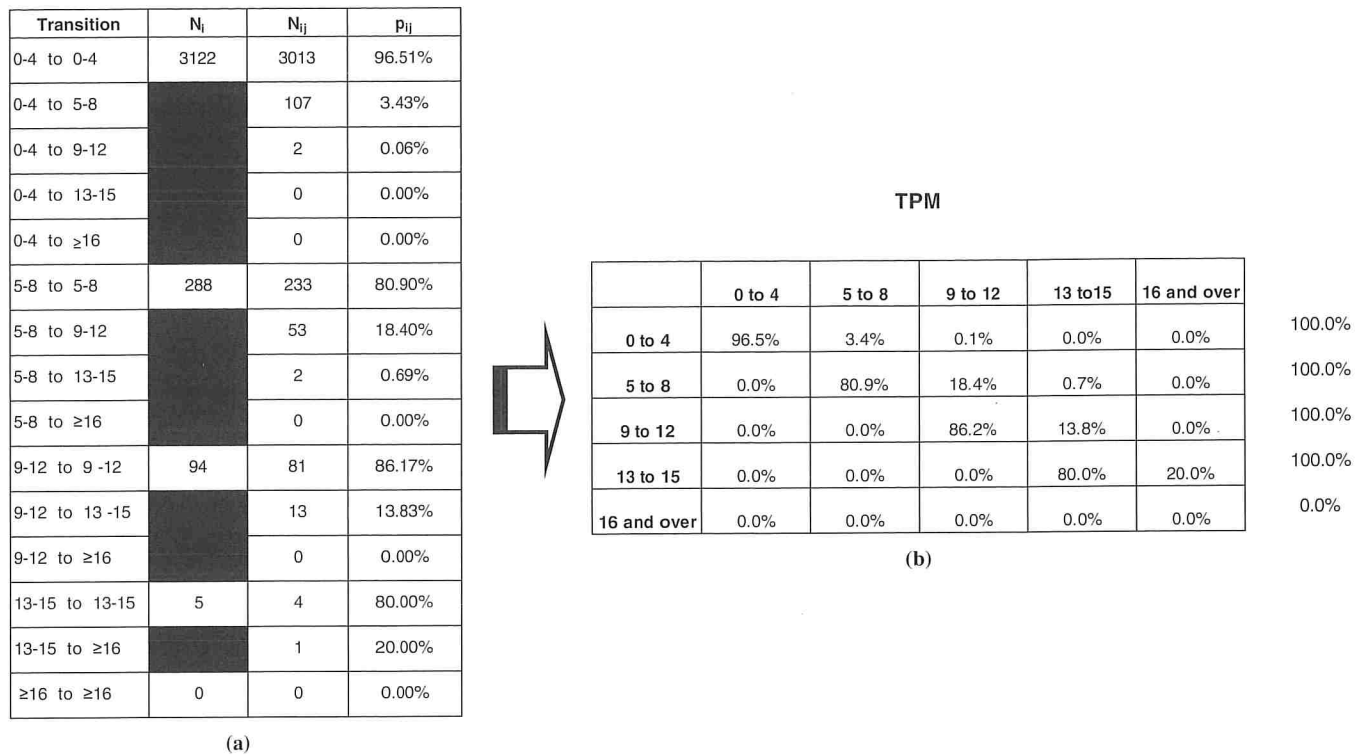 Transition Ni Nij pij
0-4 to 0-4 3122 3013 96.51%
0-4 to 5-8 107 3.43%
0-4 to 9-12 2 0.06%
0-4 to 13-15 0 0.00%
0-4 to ≥16 0 0.00%
5-8 to 5-8 288 233 80.90%
5-8 to 9-12 53 18.40%
5-8 to 13-15 2 0.69%
5-8 to ≥16 0 0.00%
9-12 to 9 -12 94 81 86.17%
9-12 to 13 -15 13 13.83%
9-12 to ≥16 0 0.00%
13-15 to 13-15 5 4 80.00%
13-15 to ≥16 1 20.00%
≥16 to ≥16 0 0 0.00%
(a)
TPM
0 to 4 5 to 8 9 to 12 13 to15 16 and over
0 to 4 96.5% 3.4% 0.1% 0.0% 0.0% 100.0%
5 to 8 0.0% 80.9% 18.4% 0.7% 0.0% 100.0%
9 to 12 0.0% 0.0% 86.2% 13.8% 0.0% 100.0%
13 to 15 0.0% 0.0% 0.0% 80.0% 20.0% 100.0%
16 and over 0.0% 0.0% 0.0% 0.0% 0.0% 0.0%
(b)